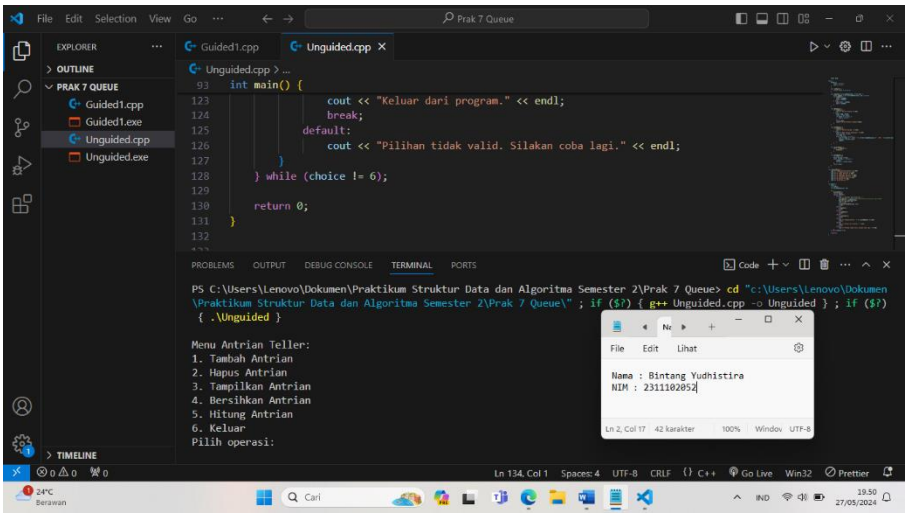 File Edit Selection View Go ··· Prak 7 Queue
EXPLORER ···
OUTLINE
PRAK 7 QUEUE
Guided1.cpp
Guided1.exe
Unguided.cpp
Unguided.exe
TIMELINE
Guided1.cpp Unguided.cpp
Unguided.cpp > ...
93 int main() {
123 cout << "Keluar dari program." << endl;
124 break;
125 default:
126 cout << "Pilihan tidak valid. Silakan coba lagi." << endl;
127 }
128 } while (choice != 6);
129
130 return 0;
131 }
132
PROBLEMS OUTPUT DEBUG CONSOLE TERMINAL PORTS Code
PS C:\Users\Lenovo\Dokumen\Praktikum Struktur Data dan Algoritma Semester 2\Prak 7 Queue> cd "c:\Users\Lenovo\Dokumen
\Praktikum Struktur Data dan Algoritma Semester 2\Prak 7 Queue\" ; if ($?) { g++ Unguided.cpp -o Unguided } ; if ($?)
{ .\Unguided }
Menu Antrian Teller:
1. Tambah Antrian
2. Hapus Antrian
3. Tampilkan Antrian
4. Bersihkan Antrian
5. Hitung Antrian
6. Keluar
Pilih operasi:
File Edit Lihat
Nama : Bintang Yudhistira
NIM : 2311102052
Ln 2, Col 17 42 karakter 100% Window UTF-8
0 0 0 Ln 134, Col 1 Spaces: 4 UTF-8 CRLF {} C++ Go Live Win32 Prettier
24°C
Berawan
Cari
IND
19.50
27/05/2024